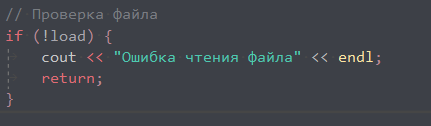 // Проверка файла
if (!load) {
cout << "Ошибка чтения файла" << endl;
return;
}